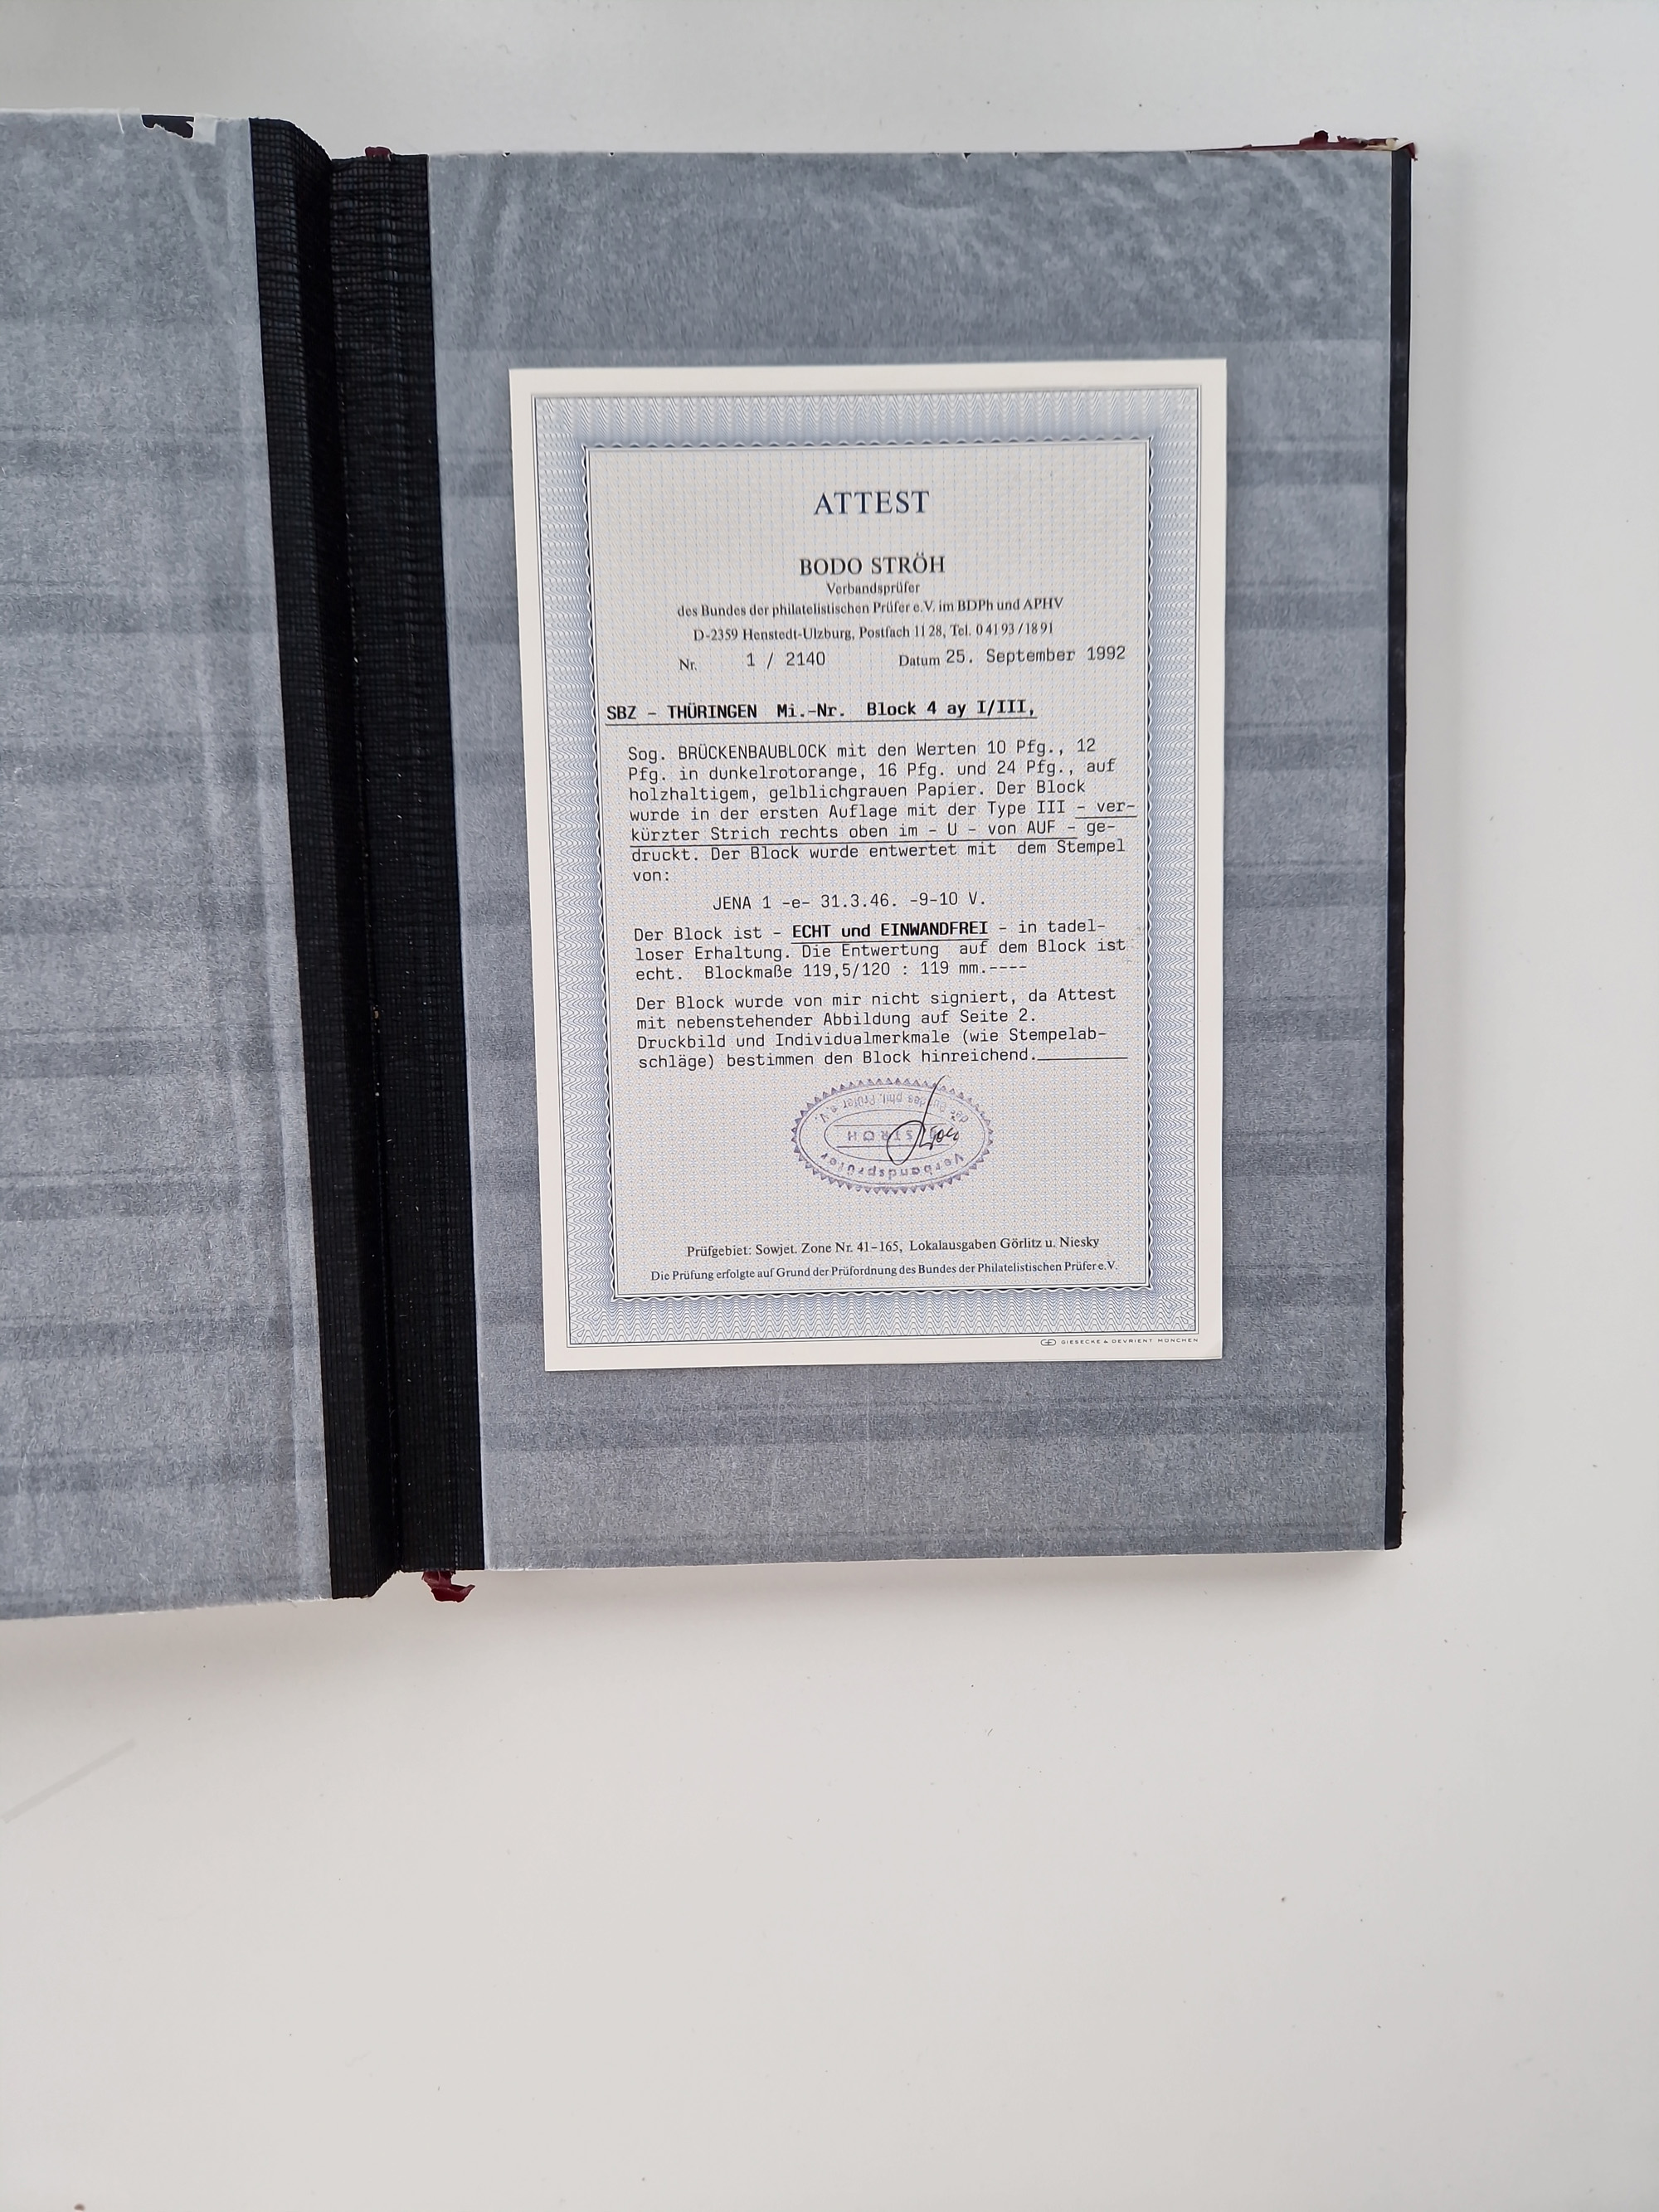 ATTEST
BODO STRÖH
Verbandsprüfer
des Bundes der philatelistischen Prüfer e.V. im BDPh und APHV
D-2359 Henstedt-Ulzburg, Postfach 11 28, Tel. 0 41 93 / 18 91
Nr. 1 / 2140 Datum 25. September 1992
SBZ - THÜRINGEN Mi.-Nr. Block 4 ay I/III,
Sog. BRÜCKENBAUBLOCK mit den Werten 10 Pfg., 12
Pfg. in dunkelrotorange, 16 Pfg. und 24 Pfg., auf
holzhaltigem, gelblichgrauen Papier. Der Block
wurde in der ersten Auflage mit der Type III - ver-
kürzter Strich rechts oben im - U - von AUF - ge-
druckt. Der Block wurde entwertet mit dem Stempel
von:
JENA 1 -e- 31.3.46. -9-10 V.
Der Block ist - ECHT und EINWANDFREI - in tadel-
loser Erhaltung. Die Entwertung auf dem Block ist
echt. Blockmaße 119,5/120 : 119 mm.----
Der Block wurde von mir nicht signiert, da Attest
mit nebenstehender Abbildung auf Seite 2.
Druckbild und Individualmerkmale (wie Stempelab-
schläge) bestimmen den Block hinreichend.
Verbandsprüfer
STRÖH
des Bundes phil. Prüfer e.V.
Prüfgebiet: Sowjet. Zone Nr. 41-165, Lokalausgaben Görlitz u. Niesky
Die Prüfung erfolgte auf Grund der Prüfordnung des Bundes der Philatelistischen Prüfer e.V.
GIESECKE & DEVRIENT MÜNCHEN